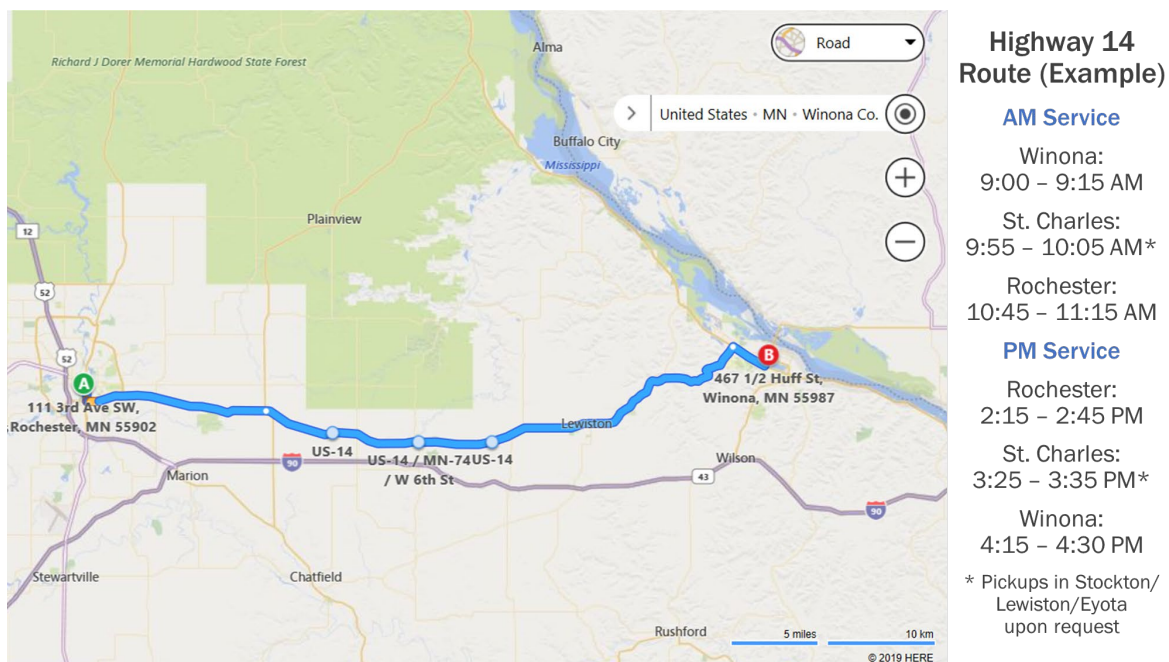 Alma
Road
Richard J Dorer Memorial Hardwood State Forest
United States • MN • Winona Co.
Buffalo City
Mississippi
Plainview
12
52
52
A
B
111 3rd Ave SW,
Rochester, MN 55902
467 1/2 Huff St,
Winona, MN 55987
Lewiston
US-14
US-14 / MN-74
/ W 6th St
US-14
90
Wilson
43
Marion
90
Stewartville
Chatfield
Rushford
5 miles
10 km
© 2019 HERE
Highway 14
Route (Example)
AM Service
Winona:
9:00 – 9:15 AM
St. Charles:
9:55 – 10:05 AM*
Rochester:
10:45 – 11:15 AM
PM Service
Rochester:
2:15 – 2:45 PM
St. Charles:
3:25 – 3:35 PM*
Winona:
4:15 – 4:30 PM
* Pickups in Stockton/
Lewiston/Eyota
upon request